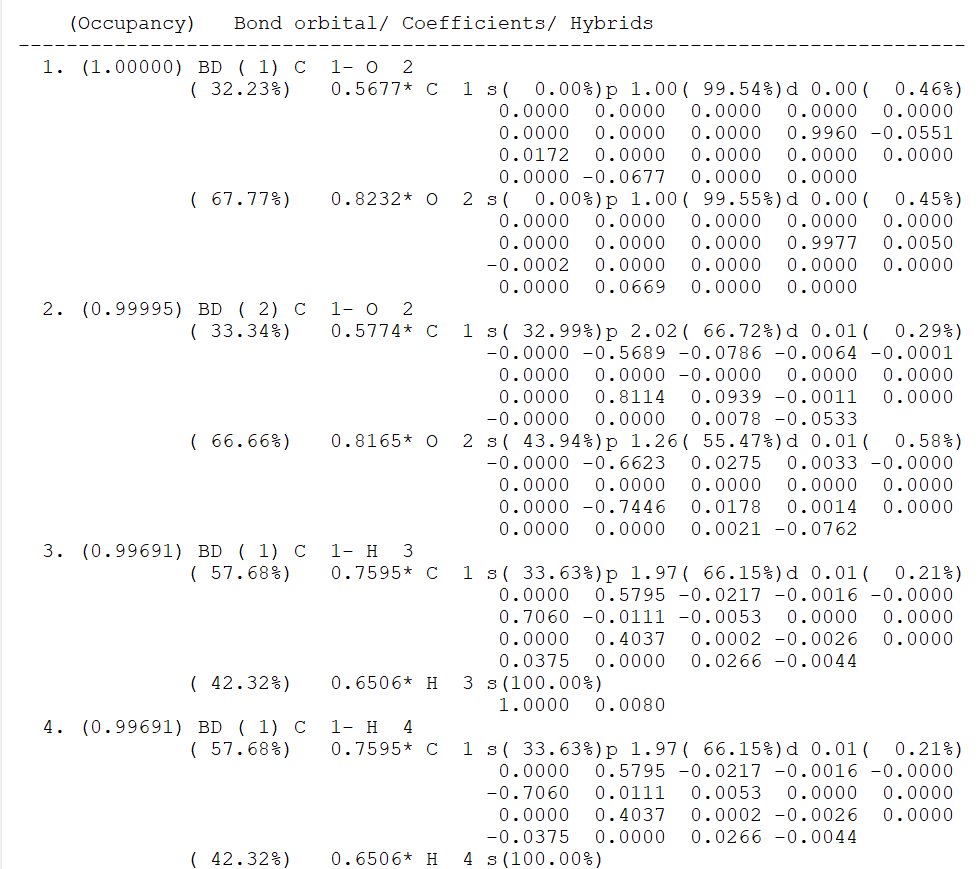 (Occupancy)   Bond orbital/ Coefficients/ Hybrids
-------------------------------------------------------------------------------
  1. (1.00000) BD ( 1) C  1- O  2
              ( 32.23%)   0.5677* C  1 s(  0.00%)p 1.00( 99.54%)d 0.00(  0.46%)
                                        0.0000  0.0000  0.0000  0.0000  0.0000
                                        0.0000  0.0000  0.0000  0.9960 -0.0551
                                        0.0172  0.0000  0.0000  0.0000  0.0000
                                        0.0000 -0.0677  0.0000  0.0000
              ( 67.77%)   0.8232* O  2 s(  0.00%)p 1.00( 99.55%)d 0.00(  0.45%)
                                        0.0000  0.0000  0.0000  0.0000  0.0000
                                        0.0000  0.0000  0.0000  0.9977  0.0050
                                       -0.0002  0.0000  0.0000  0.0000  0.0000
                                        0.0000  0.0669  0.0000  0.0000
  2. (0.99995) BD ( 2) C  1- O  2
              ( 33.34%)   0.5774* C  1 s( 32.99%)p 2.02( 66.72%)d 0.01(  0.29%)
                                       -0.0000 -0.5689 -0.0786 -0.0064 -0.0001
                                        0.0000  0.0000 -0.0000  0.0000  0.0000
                                        0.0000  0.8114  0.0939 -0.0011  0.0000
                                       -0.0000  0.0000  0.0078 -0.0533
              ( 66.66%)   0.8165* O  2 s( 43.94%)p 1.26( 55.47%)d 0.01(  0.58%)
                                       -0.0000 -0.6623  0.0275  0.0033 -0.0000
                                        0.0000  0.0000  0.0000  0.0000  0.0000
                                        0.0000 -0.7446  0.0178  0.0014  0.0000
                                        0.0000  0.0000  0.0021 -0.0762
  3. (0.99691) BD ( 1) C  1- H  3
              ( 57.68%)   0.7595* C  1 s( 33.63%)p 1.97( 66.15%)d 0.01(  0.21%)
                                        0.0000  0.5795 -0.0217 -0.0016 -0.0000
                                        0.7060 -0.0111 -0.0053  0.0000  0.0000
                                        0.0000  0.4037  0.0002 -0.0026  0.0000
                                        0.0375  0.0000  0.0266 -0.0044
              ( 42.32%)   0.6506* H  3 s(100.00%)
                                        1.0000  0.0080
  4. (0.99691) BD ( 1) C  1- H  4
              ( 57.68%)   0.7595* C  1 s( 33.63%)p 1.97( 66.15%)d 0.01(  0.21%)
                                        0.0000  0.5795 -0.0217 -0.0016 -0.0000
                                       -0.7060  0.0111  0.0053  0.0000  0.0000
                                        0.0000  0.4037  0.0002 -0.0026  0.0000
                                       -0.0375  0.0000  0.0266 -0.0044
              ( 42.32%)   0.6506* H  4 s(100.00%)